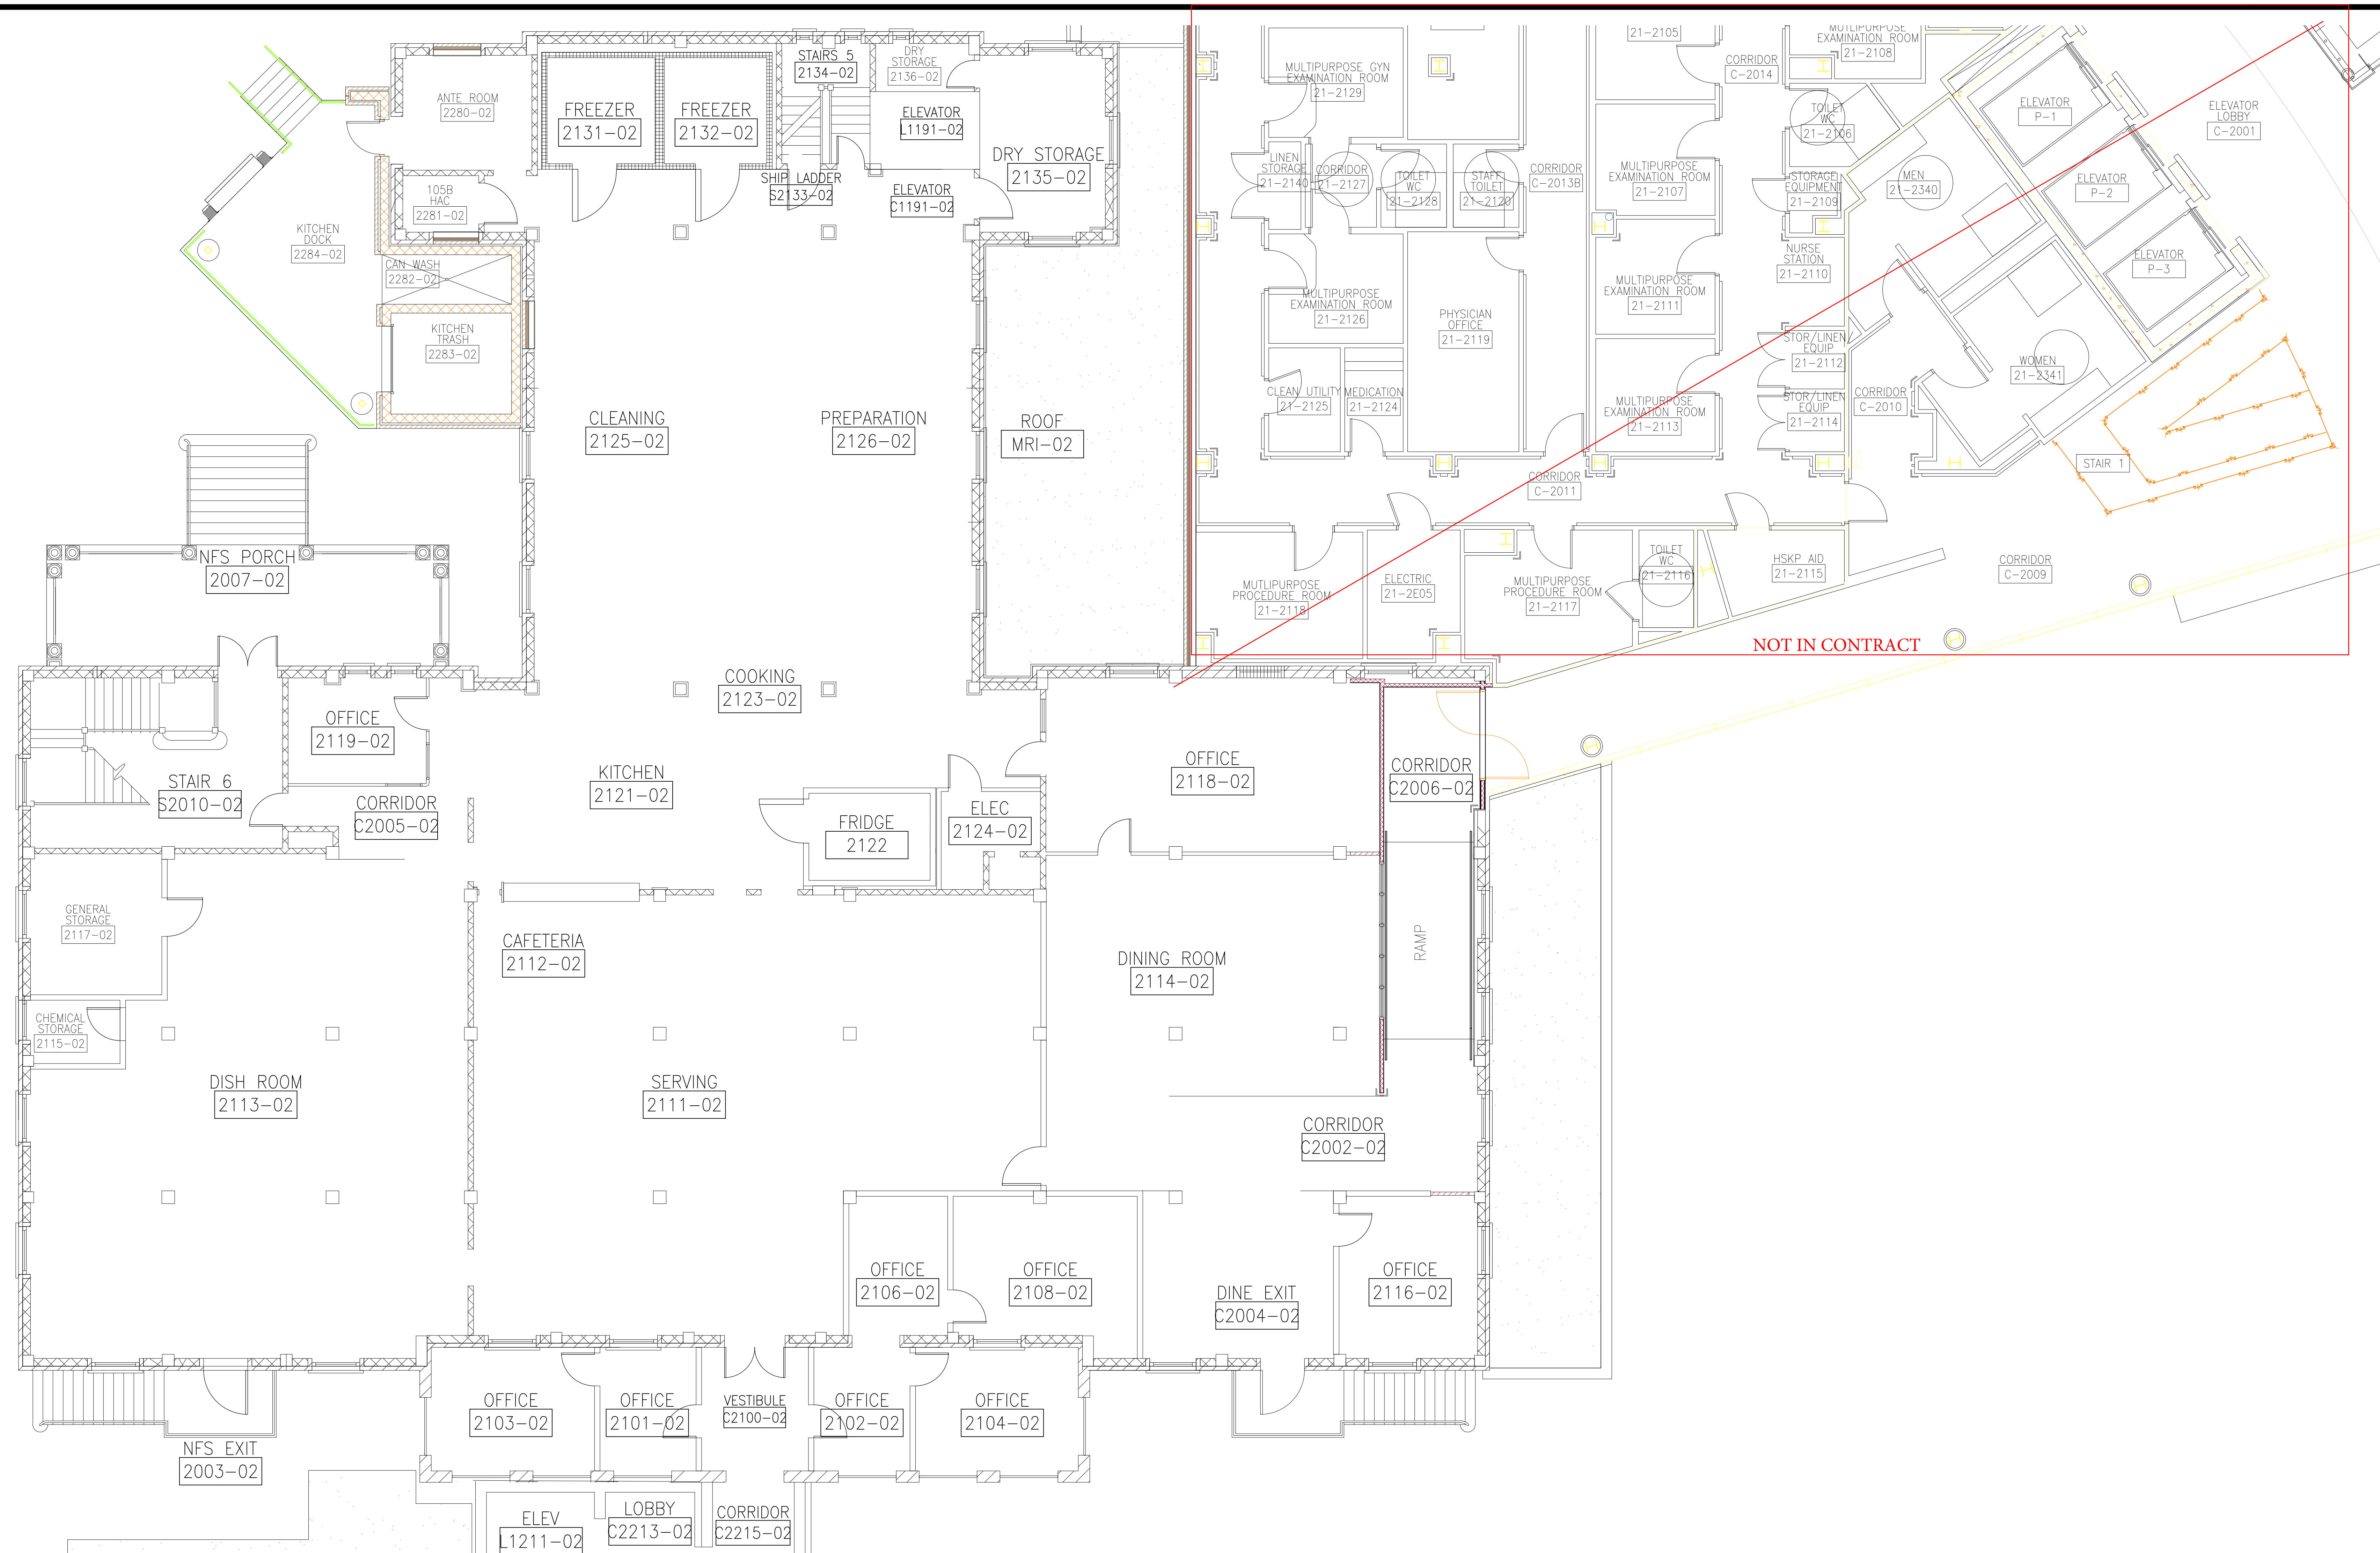 STAIRS 5
2134-02
DRY
STORAGE
2136-02
ANTE ROOM
2280-02
FREEZER
2131-02
FREEZER
2132-02
ELEVATOR
L1191-02
DRY STORAGE
2135-02
SHIP LADDER
S2133-02
ELEVATOR
C1191-02
105B
HAC
2281-02
KITCHEN
DOCK
2284-02
CAN WASH
2282-02
KITCHEN
TRASH
2283-02
CLEANING
2125-02
PREPARATION
2126-02
ROOF
MRI-02
NFS PORCH
2007-02
21-2105
MULTIPURPOSE GYN
EXAMINATION ROOM
21-2129
CORRIDOR
C-2014
MUTLIPURPOSE
EXAMINATION ROOM
21-2108
ELEVATOR
P-1
ELEVATOR
LOBBY
C-2001
TOILET
WC
21-2106
LINEN
STORAGE
21-2140
CORRIDOR
21-2127
TOILET
WC
21-2128
STAFF
TOILET
21-2120
CORRIDOR
C-2013B
MULTIPURPOSE
EXAMINATION ROOM
21-2107
STORAGE
EQUIPMENT
21-2109
MEN
21-2340
ELEVATOR
P-2
NURSE
STATION
21-2110
ELEVATOR
P-3
MULTIPURPOSE
EXAMINATION ROOM
21-2126
PHYSICIAN
OFFICE
21-2119
MULTIPURPOSE
EXAMINATION ROOM
21-2111
STOR/LINEN
EQUIP
21-2112
WOMEN
21-2341
CLEAN UTILITY
21-2125
MEDICATION
21-2124
MULTIPURPOSE
EXAMINATION ROOM
21-2113
STOR/LINEN
EQUIP
21-2114
CORRIDOR
C-2010
STAIR 1
CORRIDOR
C-2011
MUTLIPURPOSE
PROCEDURE ROOM
21-2118
ELECTRIC
21-2E05
MULTIPURPOSE
PROCEDURE ROOM
21-2117
TOILET
WC
21-2116
HSKP AID
21-2115
CORRIDOR
C-2009
NOT IN CONTRACT
COOKING
2123-02
OFFICE
2119-02
STAIR 6
S2010-02
CORRIDOR
C2005-02
KITCHEN
2121-02
FRIDGE
2122
ELEC
2124-02
OFFICE
2118-02
CORRIDOR
C2006-02
GENERAL
STORAGE
2117-02
CAFETERIA
2112-02
DINING ROOM
2114-02
RAMP
CHEMICAL
STORAGE
2115-02
DISH ROOM
2113-02
SERVING
2111-02
CORRIDOR
C2002-02
OFFICE
2106-02
OFFICE
2108-02
DINE EXIT
C2004-02
OFFICE
2116-02
OFFICE
2103-02
OFFICE
2101-02
VESTIBULE
C2100-02
OFFICE
2102-02
OFFICE
2104-02
NFS EXIT
2003-02
ELEV
L1211-02
LOBBY
C2213-02
CORRIDOR
C2215-02